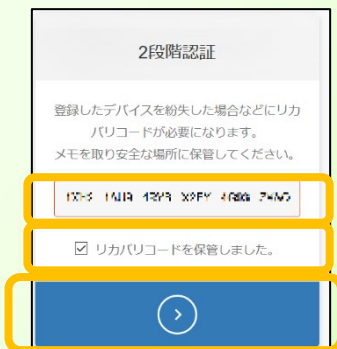 2段階認証
登録したデバイスを紛失した場合などにリカ
バリコードが必要になります。
メモを取り安全な場所に保管してください。
リカバリコードを保管しました。